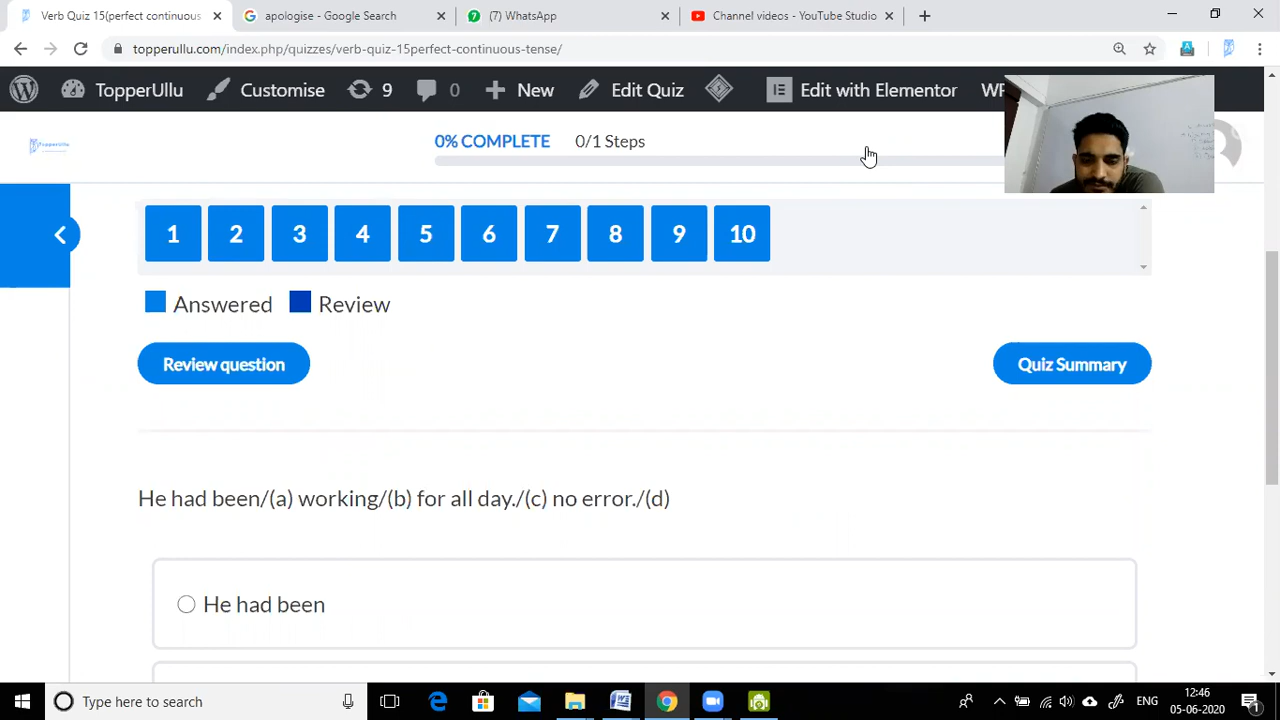 Verb Quiz 15(perfect continuous
apologise - Google Search
(7) WhatsApp
Channel videos - YouTube Studio
topperullu.com/index.php/quizzes/verb-quiz-15perfect-continuous-tense/
TopperUllu
Customise
9
0
New
Edit Quiz
Edit with Elementor
WP
TopperUllu
0% COMPLETE
0/1 Steps
1 2 3 4 5 6 7 8 9 10
Answered
Review
Review question
Quiz Summary
He had been/(a) working/(b) for all day./(c) no error./(d)
He had been
Type here to search
ENG
12:46
05-06-2020
1